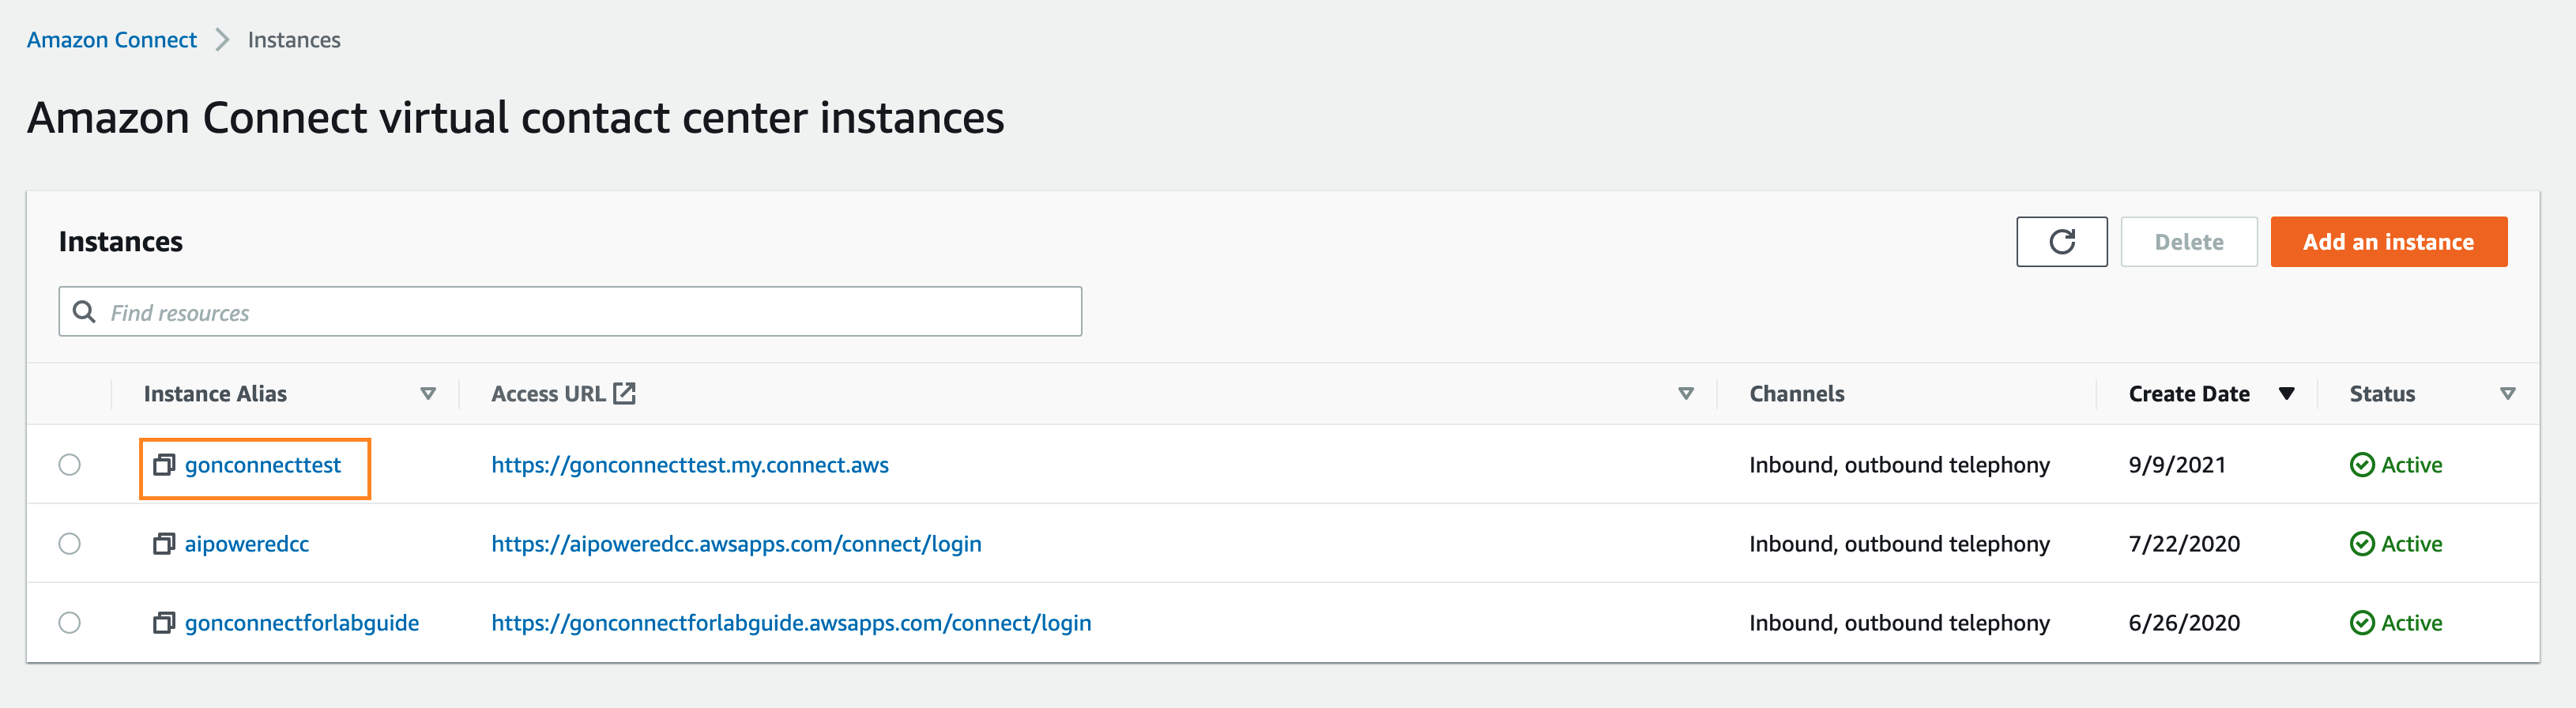 Amazon Connect > Instances
Amazon Connect virtual contact center instances
Instances Delete Add an instance
Find resources
Instance Alias Access URL Channels Create Date Status
gonconnecttest https://gonconnecttest.my.connect.aws Inbound, outbound telephony 9/9/2021 Active
aipoweredcc https://aipoweredcc.awsapps.com/connect/login Inbound, outbound telephony 7/22/2020 Active
gonconnectforlabguide https://gonconnectforlabguide.awsapps.com/connect/login Inbound, outbound telephony 6/26/2020 Active